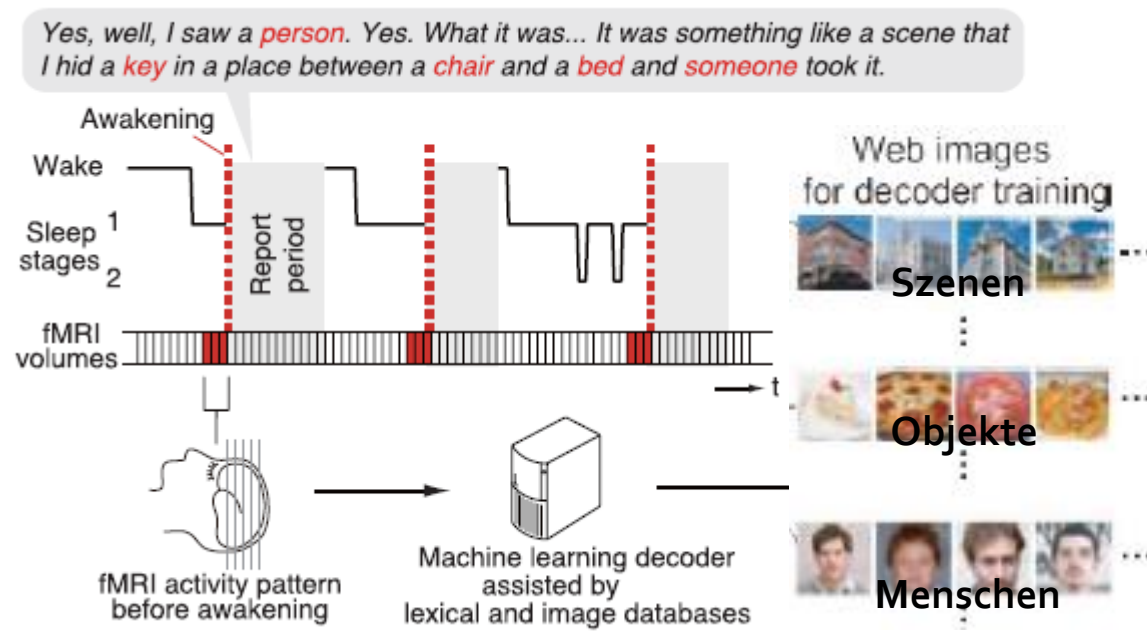 Yes, well, I saw a person. Yes. What it was... It was something like a scene that
I hid a key in a place between a chair and a bed and someone took it.
Awakening
Wake
Sleep
stages
1
2
Report
period
fMRI
volumes
t
fMRI activity pattern
before awakening
Machine learning decoder
assisted by
lexical and image databases
Web images
for decoder training
Szenen
Objekte
Menschen